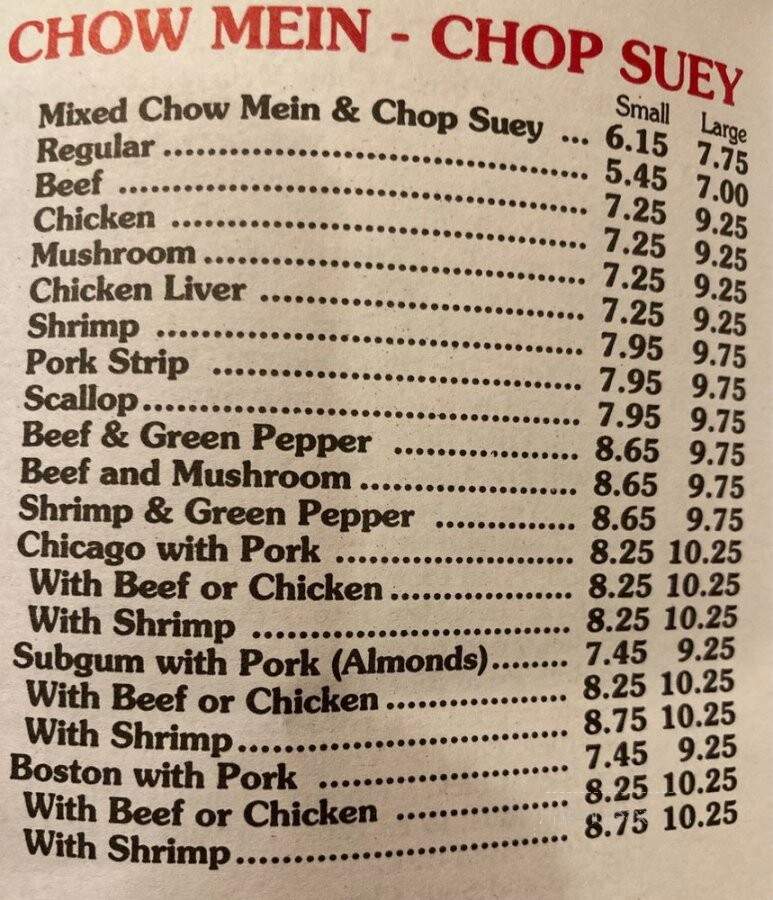 CHOW MEIN - CHOP SUEY
Small Large
Mixed Chow Mein & Chop Suey ... 6.15 7.75
Regular ... 5.45 7.00
Beef ... 7.25 9.25
Chicken ... 7.25 9.25
Mushroom ... 7.25 9.25
Chicken Liver ... 7.25 9.25
Shrimp ... 7.95 9.75
Pork Strip ... 7.95 9.75
Scallop ... 7.95 9.75
Beef & Green Pepper ... 8.65 9.75
Beef and Mushroom ... 8.65 9.75
Shrimp & Green Pepper ... 8.65 9.75
Chicago with Pork ... 8.25 10.25
With Beef or Chicken ... 8.25 10.25
With Shrimp ... 8.25 10.25
Subgum with Pork (Almonds) ... 7.45 9.25
With Beef or Chicken ... 8.25 10.25
With Shrimp ... 8.75 10.25
Boston with Pork ... 7.45 9.25
With Beef or Chicken ... 8.25 10.25
With Shrimp ... 8.75 10.25